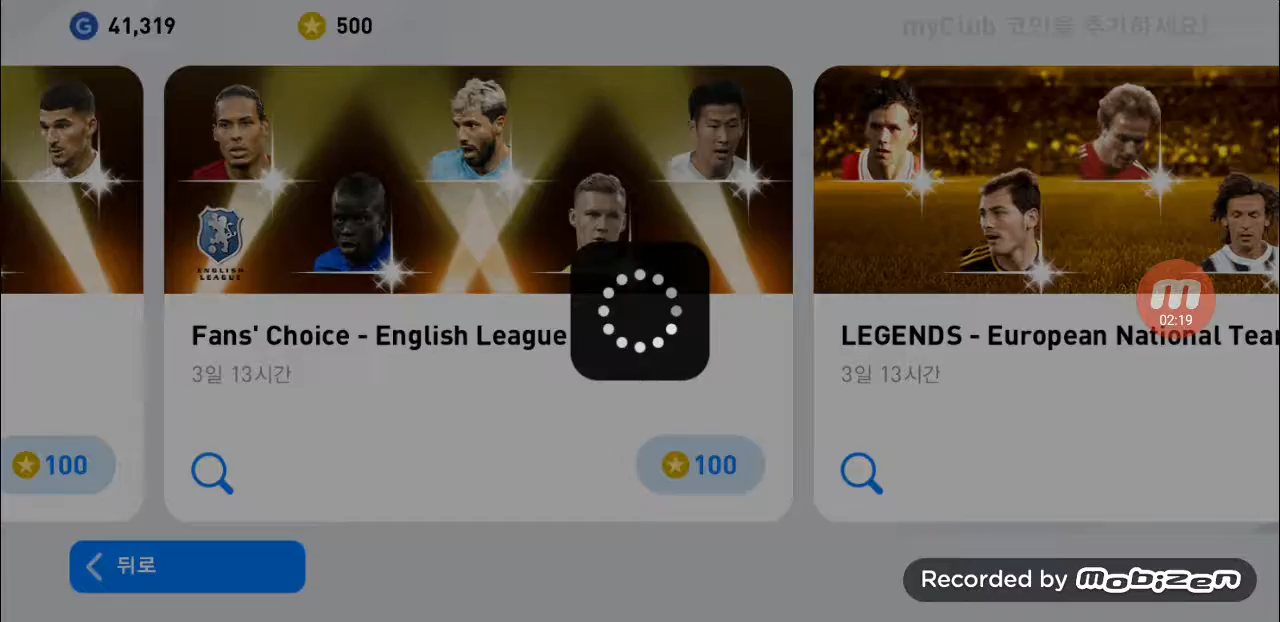 G 41,319
500
myClub 코인을 추가하세요!
ENGLISH
LEAGUE
Fans' Choice - English League
3일 13시간
LEGENDS - European National Tea
3일 13시간
02:19
100
100
뒤로
Recorded by mobizen